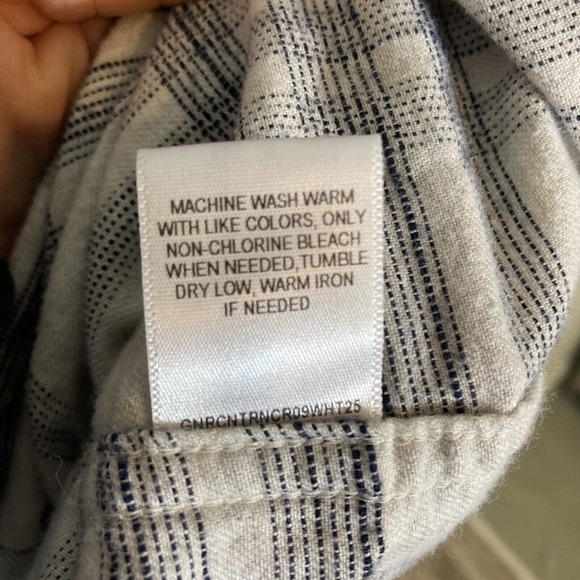 MACHINE WASH WARM
WITH LIKE COLORS, ONLY
NON-CHLORINE BLEACH
WHEN NEEDED,TUMBLE
DRY LOW, WARM IRON
IF NEEDED
GNRCNTRNCR09WHT25